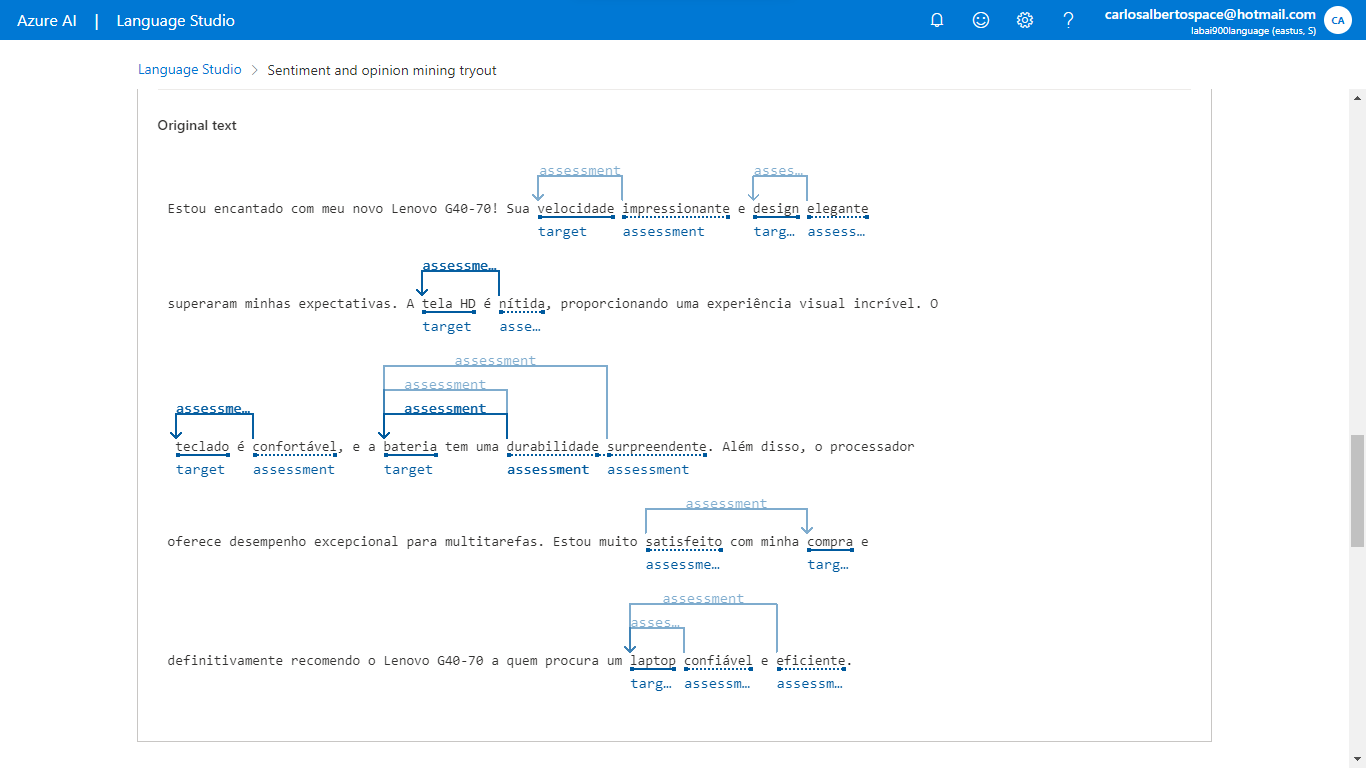 Azure AI | Language Studio
carlosalbertospace@hotmail.com
labai900language (eastus, S)
CA
Language Studio > Sentiment and opinion mining tryout
Original text
assessment asses…
Estou encantado com meu novo Lenovo G40-70! Sua velocidade impressionante e design elegante
target assessment targ… assess…
assessme…
superaram minhas expectativas. A tela HD é nítida, proporcionando uma experiência visual incrível. O
target asse…
assessment
assessment
assessme… assessment
teclado é confortável, e a bateria tem uma durabilidade surpreendente. Além disso, o processador
target assessment target assessment assessment
assessment
oferece desempenho excepcional para multitarefas. Estou muito satisfeito com minha compra e
assessme… targ…
assessment
asses…
definitivamente recomendo o Lenovo G40-70 a quem procura um laptop confiável e eficiente.
targ… assessm… assessm…